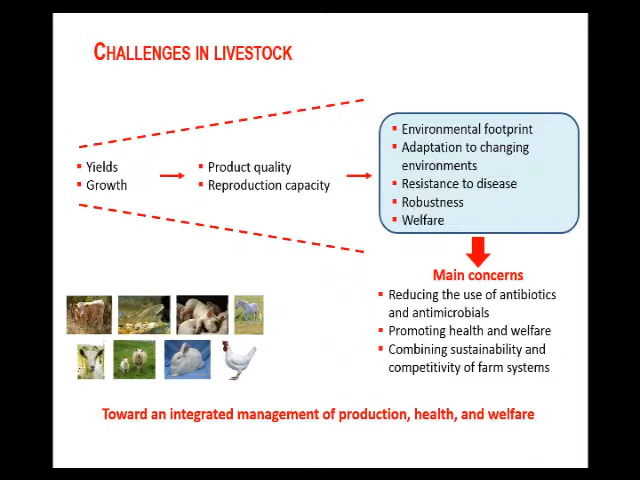 CHALLENGES IN LIVESTOCK
▪ Yields
▪ Growth
▪ Product quality
▪ Reproduction capacity
▪ Environmental footprint
▪ Adaptation to changing
environments
▪ Resistance to disease
▪ Robustness
▪ Welfare
Main concerns
▪ Reducing the use of antibiotics
and antimicrobials
▪ Promoting health and welfare
▪ Combining sustainability and
competitivity of farm systems
Toward an integrated management of production, health, and welfare